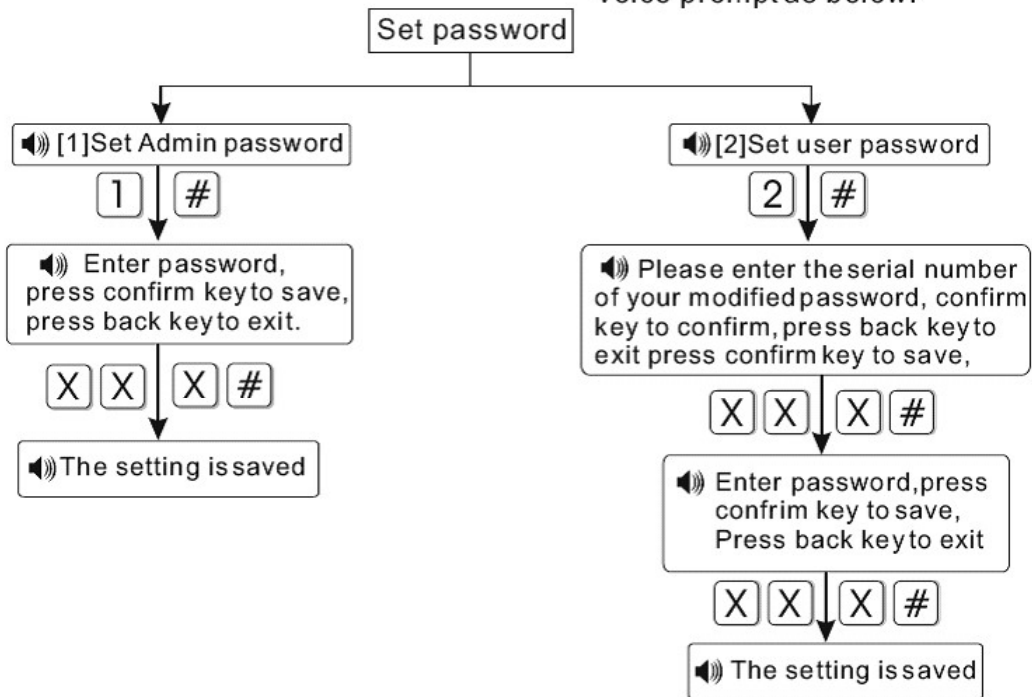 Voice prompt as below:
Set password
[1]Set Admin password
1 #
Enter password,
press confirm key to save,
press back key to exit.
X X X #
The setting is saved
[2]Set user password
2 #
Please enter the serial number
of your modified password, confirm
key to confirm, press back key to
exit press confirm key to save,
X X X #
Enter password,press
confrim key to save,
Press back key to exit
X X X #
The setting is saved